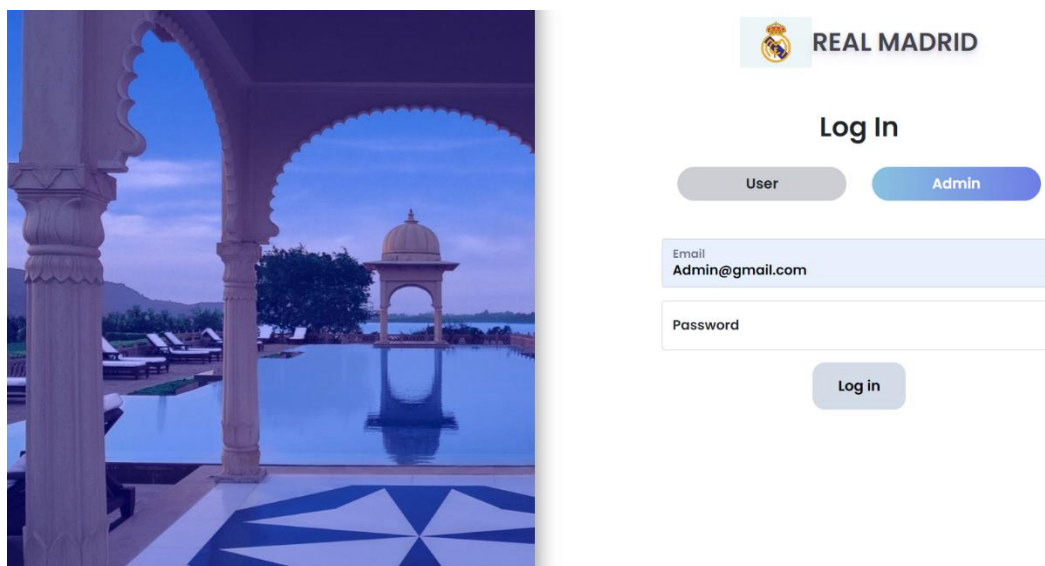 REAL MADRID
Log In
User Admin
Email
Admin@gmail.com
Password
Log in